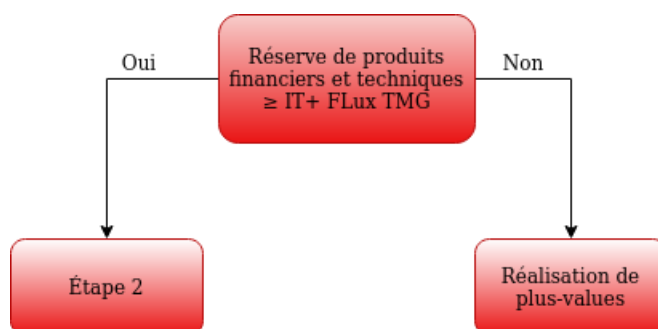 Réserve de produits
financiers et techniques
≥ IT+ FLux TMG
Oui
Non
Étape 2
Réalisation de
plus-values